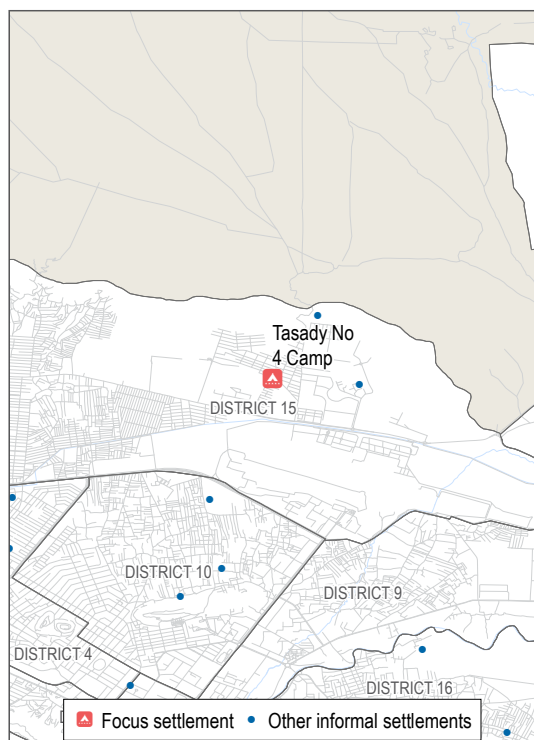 Tasady No
4 Camp
DISTRICT 15
DISTRICT 10
DISTRICT 9
DISTRICT 4
DISTRICT 16
Focus settlement
Other informal settlements